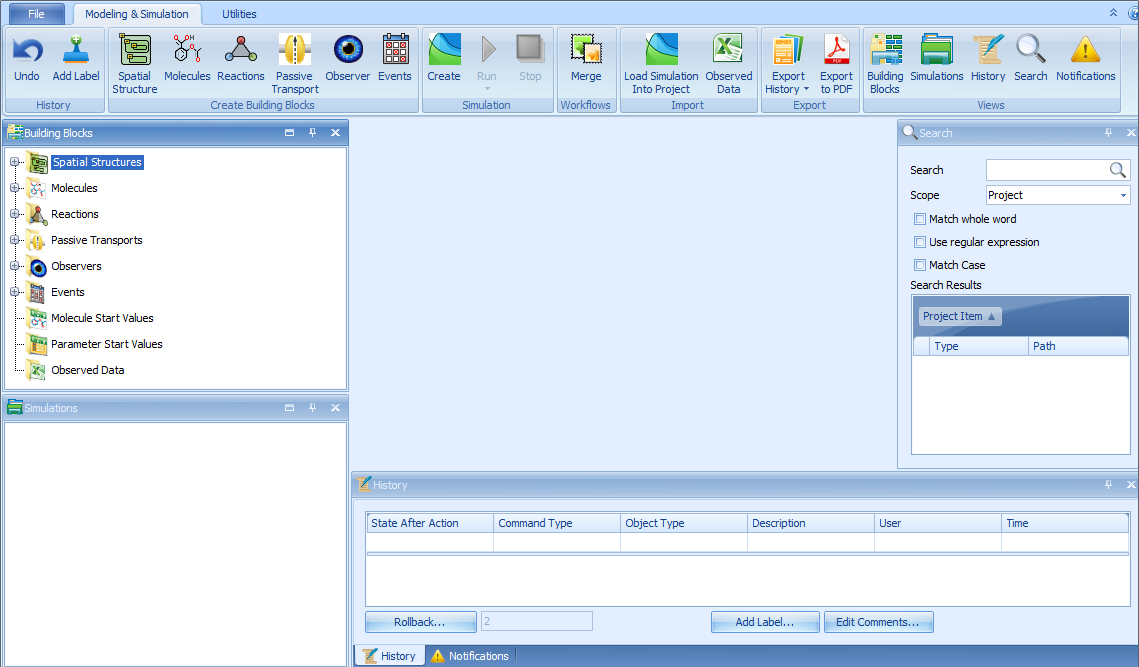 File
Modeling & Simulation
Utilities
Undo
Add Label
Spatial Structure
Molecules
Reactions
Passive Transport
Observer
Events
Create
Run
Stop
Merge
Load Simulation Into Project
Observed Data
Export History
Export to PDF
Building Blocks
Simulations
History
Search
Notifications
History
Create Building Blocks
Simulation
Workflows
Import
Export
Views
Building Blocks
Spatial Structures
Molecules
Reactions
Passive Transports
Observers
Events
Molecule Start Values
Parameter Start Values
Observed Data
Simulations
Search
Search
Scope
Project
Match whole word
Use regular expression
Match Case
Search Results
Project Item
Type
Path
History
State After Action
Command Type
Object Type
Description
User
Time
Rollback...
2
Add Label...
Edit Comments...
History
Notifications